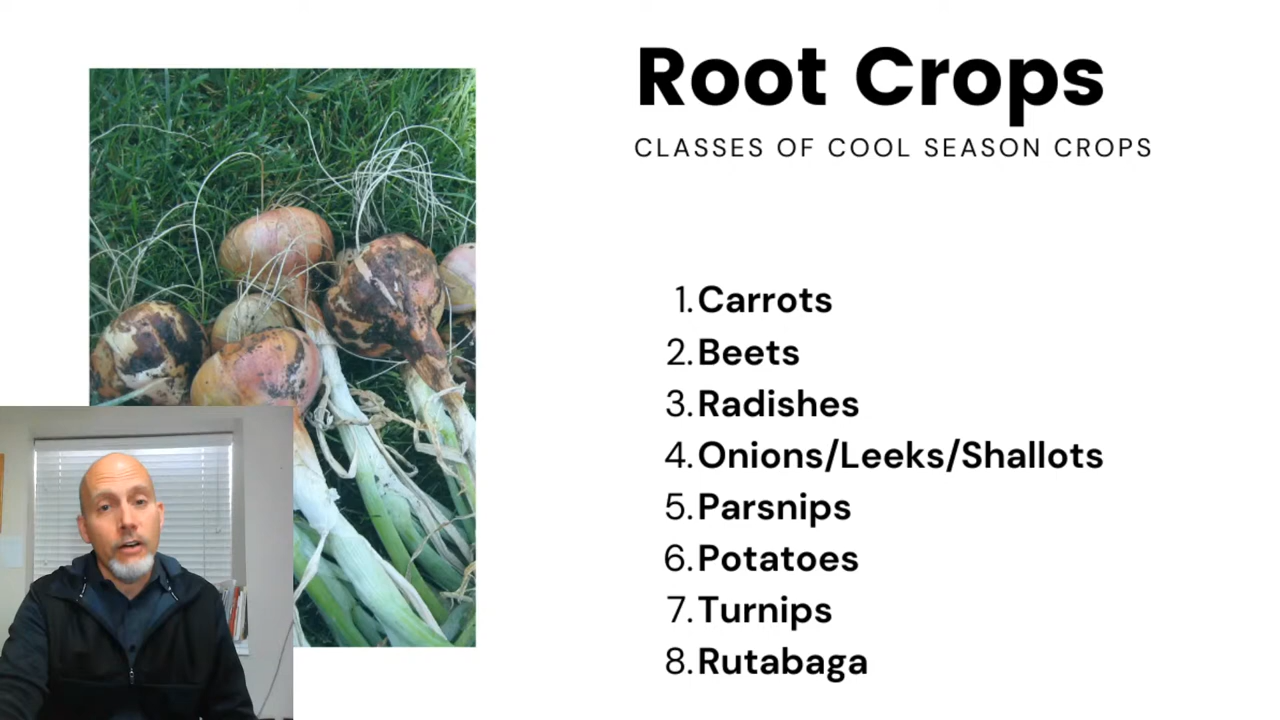 Root Crops
CLASSES OF COOL SEASON CROPS
1. Carrots
2. Beets
3. Radishes
4. Onions/Leeks/Shallots
5. Parsnips
6. Potatoes
7. Turnips
8. Rutabaga